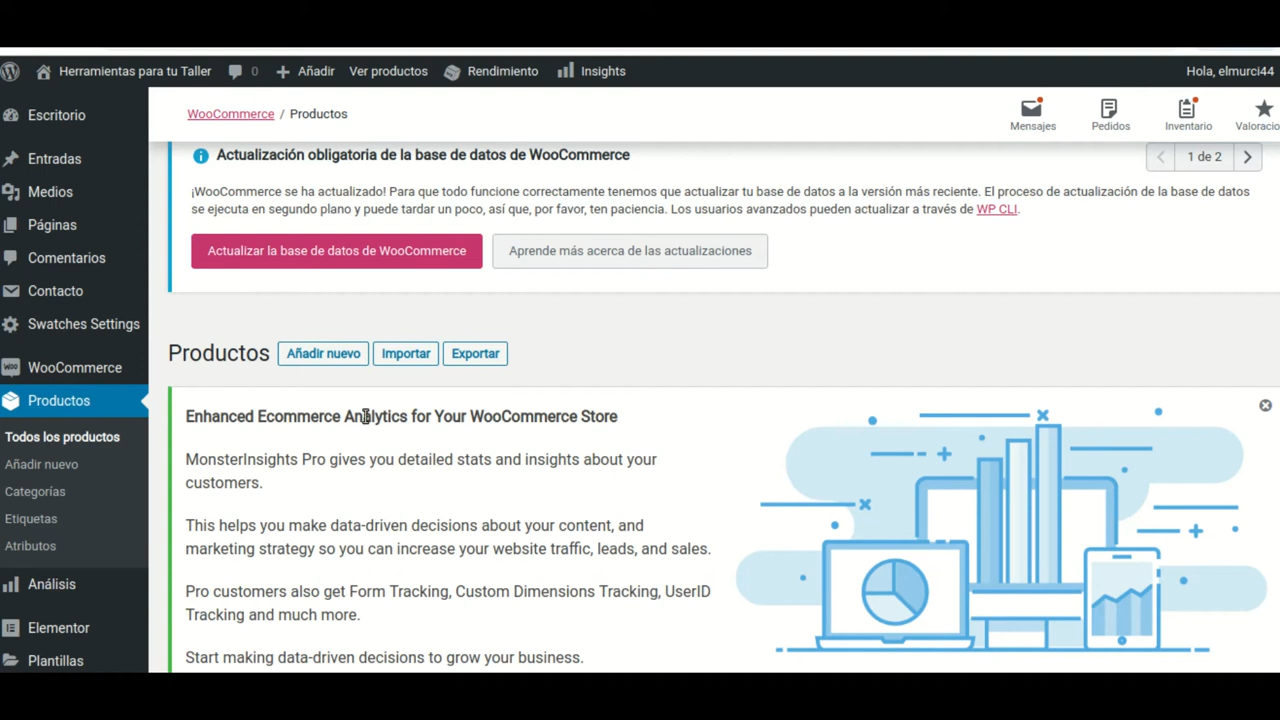 Herramientas para tu Taller 0 Añadir Ver productos Rendimiento Insights Hola, elmurci44
Escritorio
Entradas
Medios
Páginas
Comentarios
Contacto
Swatches Settings
WooCommerce
Productos
Todos los productos
Añadir nuevo
Categorías
Etiquetas
Atributos
Análisis
Elementor
Plantillas
WooCommerce / Productos
Mensajes Pedidos Inventario Valoracio
Actualización obligatoria de la base de datos de WooCommerce
1 de 2
¡WooCommerce se ha actualizado! Para que todo funcione correctamente tenemos que actualizar tu base de datos a la versión más reciente. El proceso de actualización de la base de datos
se ejecuta en segundo plano y puede tardar un poco, así que, por favor, ten paciencia. Los usuarios avanzados pueden actualizar a través de WP CLI.
Actualizar la base de datos de WooCommerce Aprende más acerca de las actualizaciones
Productos Añadir nuevo Importar Exportar
Enhanced Ecommerce Analytics for Your WooCommerce Store
MonsterInsights Pro gives you detailed stats and insights about your
customers.
This helps you make data-driven decisions about your content, and
marketing strategy so you can increase your website traffic, leads, and sales.
Pro customers also get Form Tracking, Custom Dimensions Tracking, UserID
Tracking and much more.
Start making data-driven decisions to grow your business.